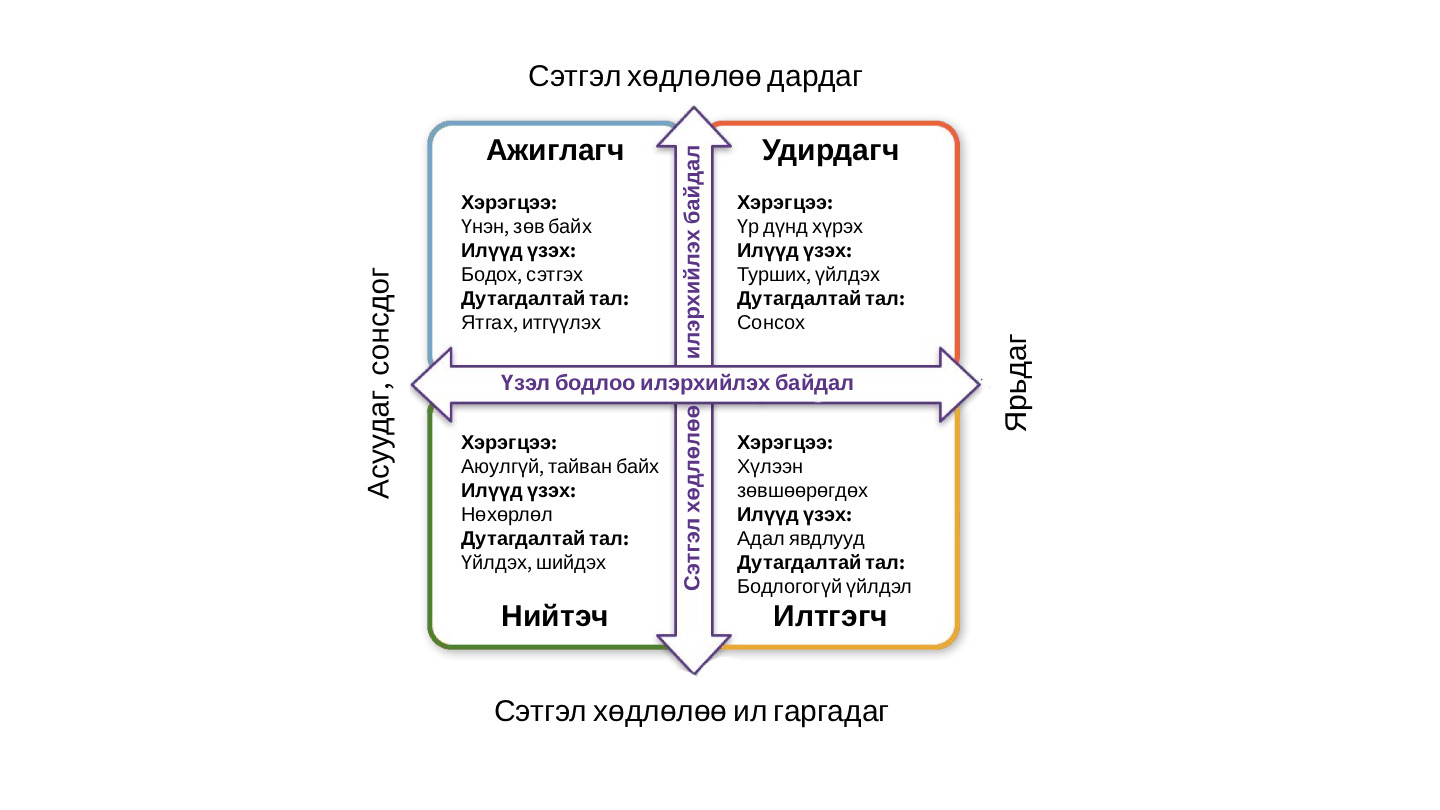 Сэтгэл хөдлөлөө дардаг
Ажиглагч
Хэрэгцээ:
Үнэн, зөв байх
Илүүд үзэх:
Бодох, сэтгэх
Дутагдалтай тал:
Ятгах, итгүүлэх
Удирдагч
Хэрэгцээ:
Үр дүнд хүрэх
Илүүд үзэх:
Турших, үйлдэх
Дутагдалтай тал:
Сонсох
Асуудаг, сонсдог
Үзэл бодлоо илэрхийлэх байдал
Сэтгэл хөдлөлөө илэрхийлэх байдал
Ярьдаг
Хэрэгцээ:
Аюулгүй, тайван байх
Илүүд үзэх:
Нөхөрлөл
Дутагдалтай тал:
Үйлдэх, шийдэх
Нийтэч
Хэрэгцээ:
Хүлээн
зөвшөөрөгдөх
Илүүд үзэх:
Адал явдлууд
Дутагдалтай тал:
Бодлогогүй үйлдэл
Илтгэгч
Сэтгэл хөдлөлөө ил гаргадаг